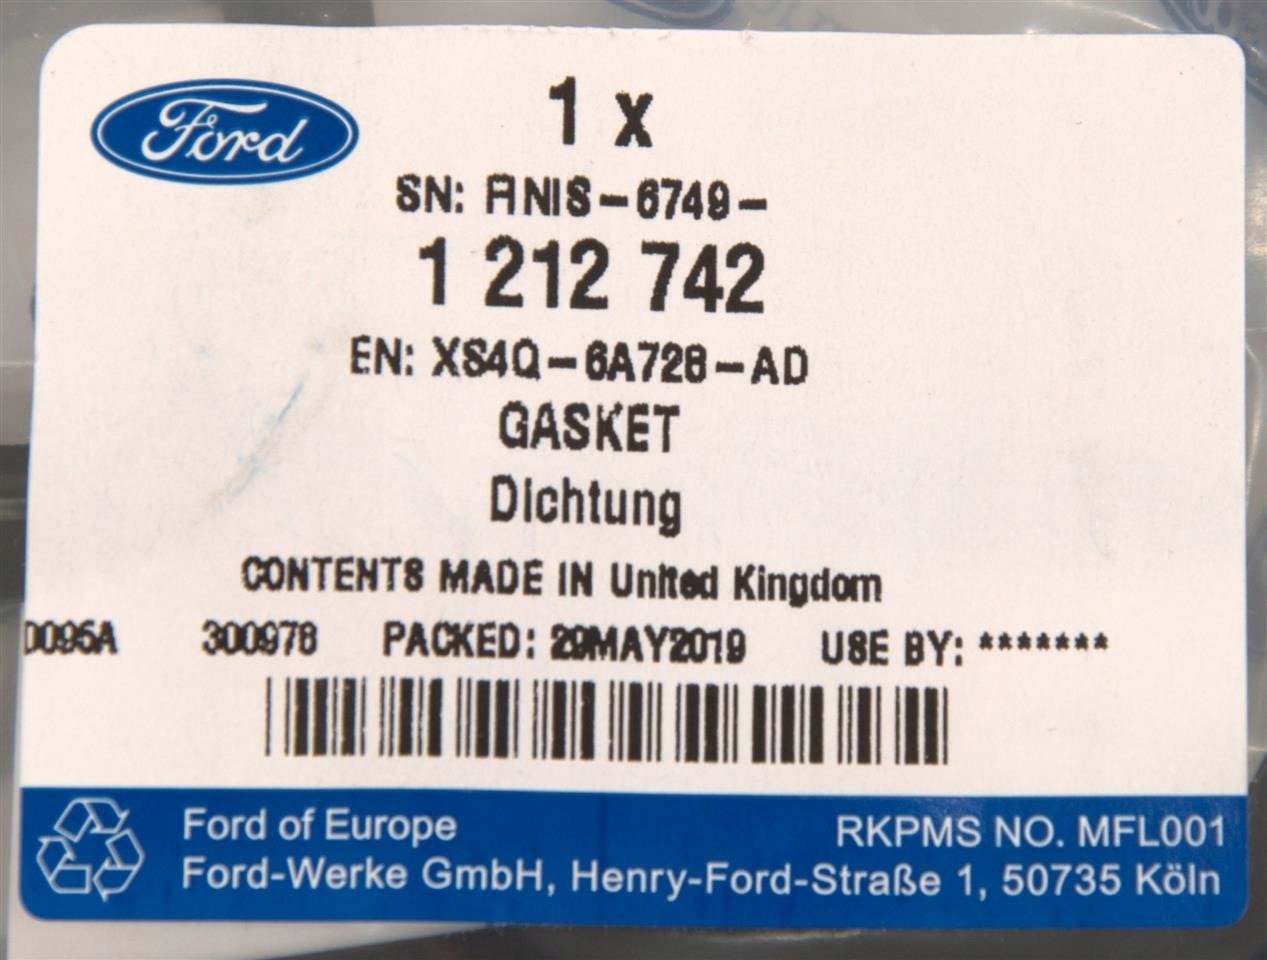 Ford
1 x
SN: FINIS-6749-
1 212 742
EN: XS4Q-6A728-AD
GASKET
Dichtung
CONTENTS MADE IN United Kingdom
0095A 300978 PACKED: 29MAY2019 USE BY: *******
Ford of Europe RKPMS NO. MFL001
Ford-Werke GmbH, Henry-Ford-Straße 1, 50735 Köln